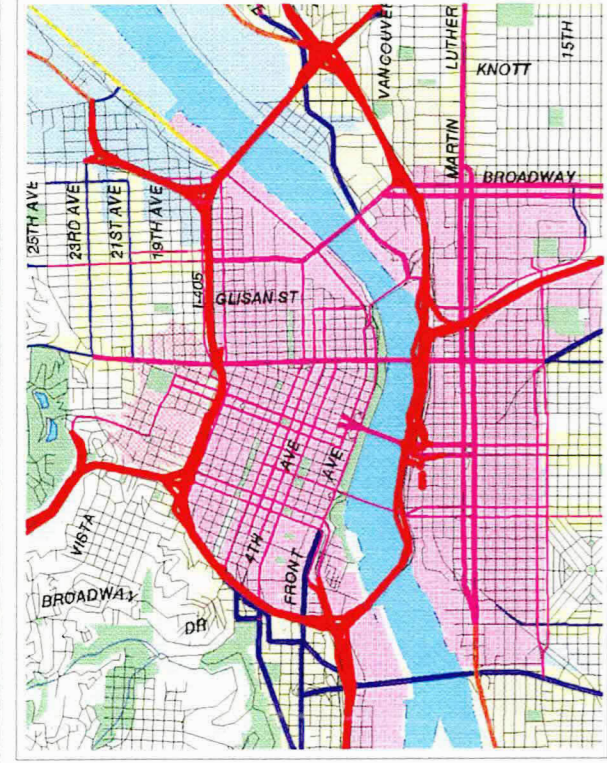 VANCOUVE
MARTIN LUTHER
15TH
KNOTT
BROADWAY
25TH AVE
23RD AVE
21ST AVE
19TH AVE
I-405
GLISAN ST
AVE
AVE
4TH
FRONT
VISTA
BROADWAY
DR